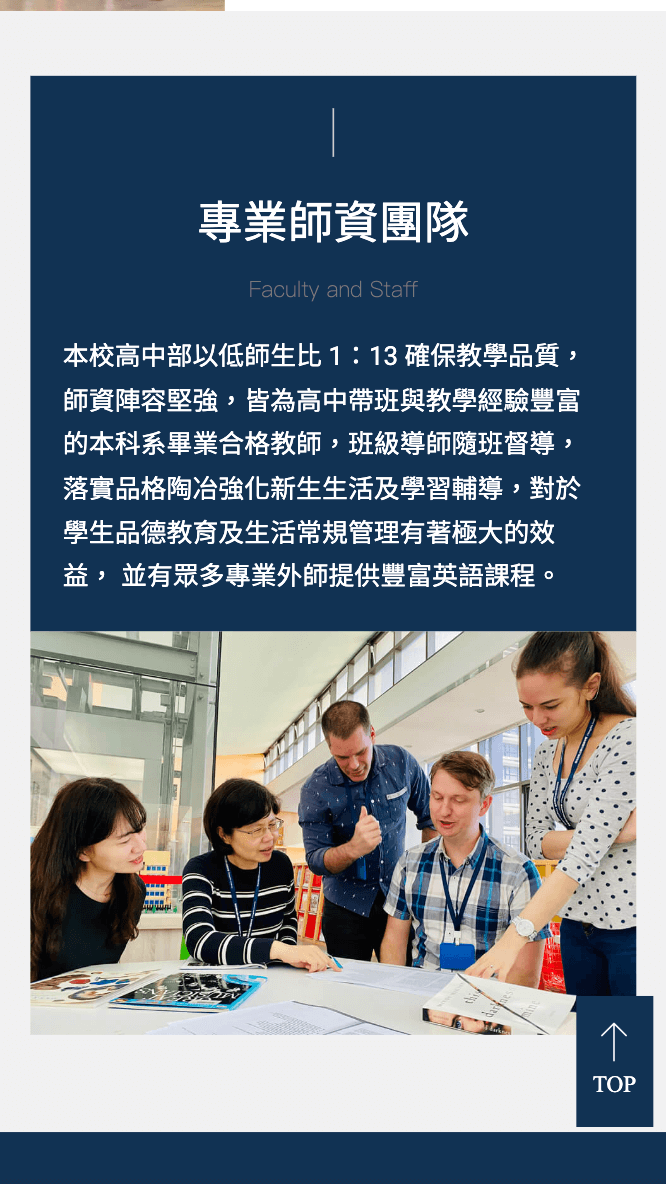 專業師資團隊
Faculty and Staff
本校高中部以低師生比 1：13 確保教學品質，
師資陣容堅強，皆為高中帶班與教學經驗豐富
的本科系畢業合格教師，班級導師隨班督導，
落實品格陶冶強化新生生活及學習輔導，對於
學生品德教育及生活常規管理有著極大的效
益， 並有眾多專業外師提供豐富英語課程。
TOP